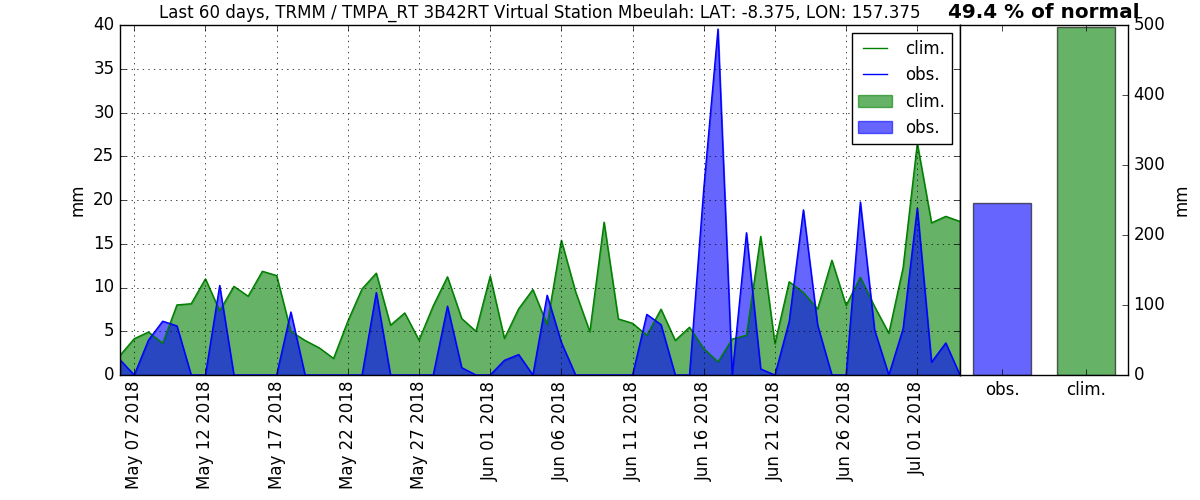 Last 60 days, TRMM / TMPA_RT 3B42RT Virtual Station Mbeulah: LAT: -8.375, LON: 157.375
49.4 % of normal
mm
40
35
30
25
20
15
10
5
0
clim.
obs.
clim.
obs.
May 07 2018
May 12 2018
May 17 2018
May 22 2018
May 27 2018
Jun 01 2018
Jun 06 2018
Jun 11 2018
Jun 16 2018
Jun 21 2018
Jun 26 2018
Jul 01 2018
obs.
clim.
500
400
300
200
100
0
mm